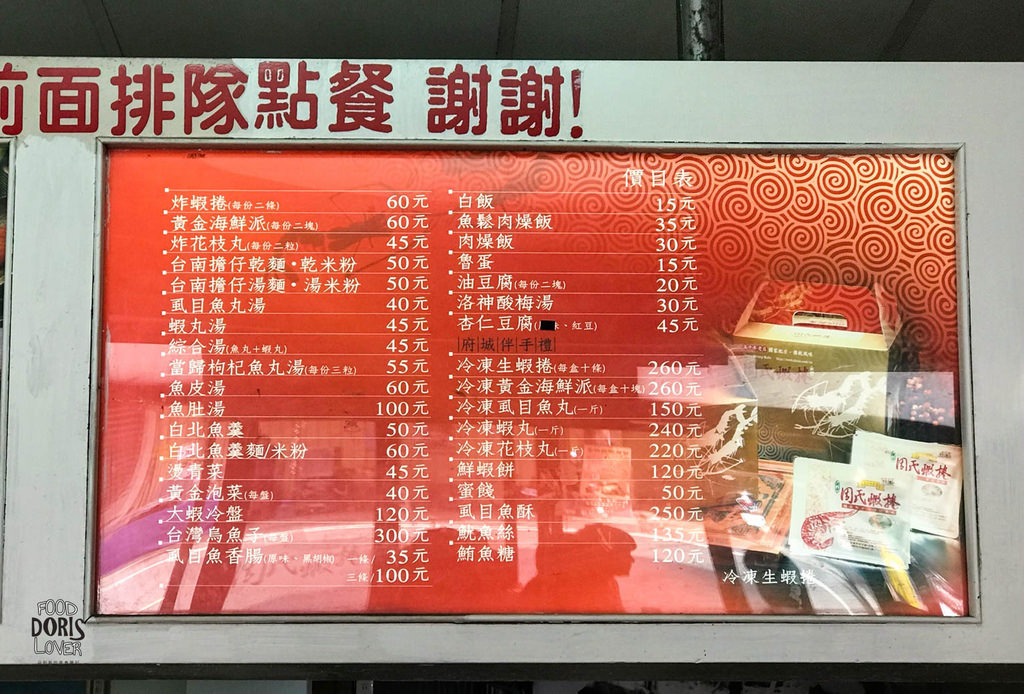 前面排隊點餐 謝謝!
價目表
炸蝦捲(每份二條) 60元
黃金海鮮派(每份二塊) 60元
炸花枝丸(每份二粒) 45元
台南擔仔乾麵・乾米粉 50元
台南擔仔湯麵・湯米粉 50元
虱目魚丸湯 40元
蝦丸湯 45元
綜合湯(魚丸+蝦丸) 45元
當歸枸杞魚丸湯(每份三粒) 55元
魚皮湯 60元
魚肚湯 100元
白北魚羹 50元
白北魚羹麵/米粉 60元
燙青菜 45元
黃金泡菜(每盤) 40元
大蝦冷盤 120元
台灣烏魚子(每盤) 300元
虱目魚香腸(原味、黑胡椒) 一條/35元
三條/100元
白飯 15元
魚鬆肉燥飯 35元
肉燥飯 30元
魯蛋 15元
油豆腐(每份二塊) 20元
洛神酸梅湯 30元
杏仁豆腐( 味、紅豆) 45元
府城伴手禮
冷凍生蝦捲(每盒十條) 260元
冷凍黃金海鮮派(每盒十塊) 260元
冷凍虱目魚丸(一斤) 150元
冷凍蝦丸(一斤) 240元
冷凍花枝丸(一斤) 220元
鮮蝦餅 120元
蜜餞 50元
虱目魚酥 250元
魷魚絲 135元
鮪魚糖 120元
周氏蝦捲
周氏蝦捲
冷凍生蝦捲
FOOD
DORIS
LOVER